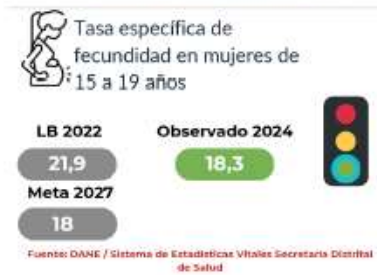 Tasa específica de
fecundidad en mujeres de
15 a 19 años
LB 2022
Observado 2024
21,9
18,3
Meta 2027
18
Fuente: DANE / Sistema de Estadísticas Vitales Secretaría Distrital
de Salud